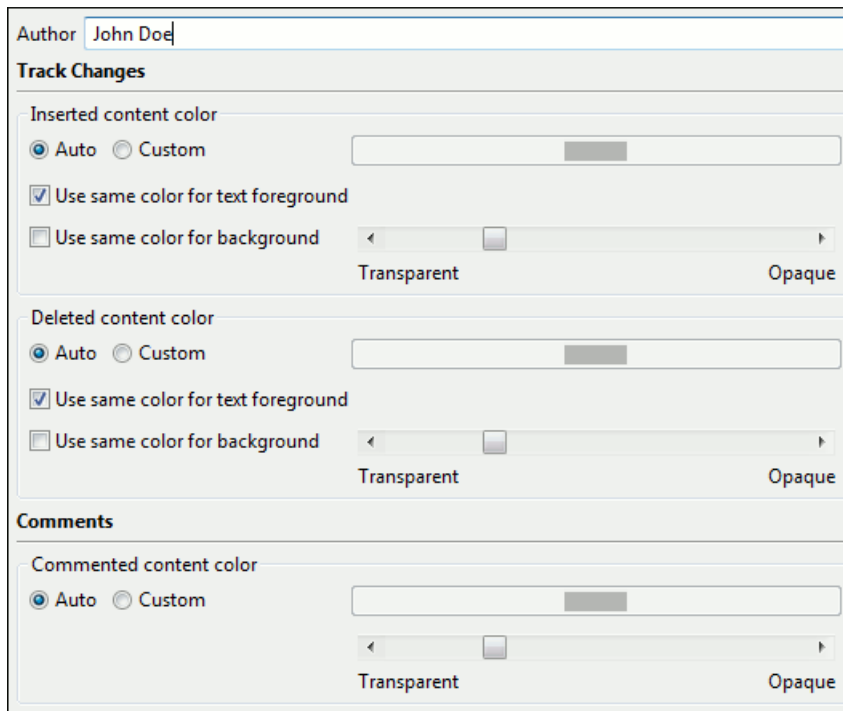 Author John Doe
Track Changes
Inserted content color
Auto Custom
Use same color for text foreground
Use same color for background
Transparent Opaque
Deleted content color
Auto Custom
Use same color for text foreground
Use same color for background
Transparent Opaque
Comments
Commented content color
Auto Custom
Transparent Opaque